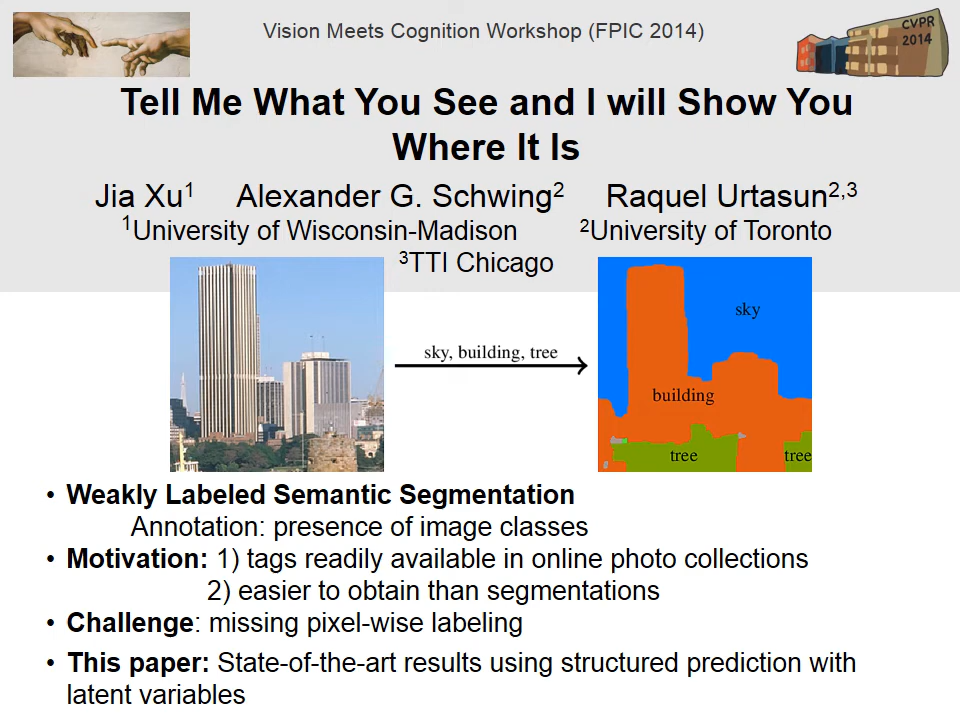 Vision Meets Cognition Workshop (FPIC 2014)
CVPR
2014
Tell Me What You See and I will Show You
Where It Is
Jia Xu1 Alexander G. Schwing2 Raquel Urtasun2,3
1University of Wisconsin-Madison 2University of Toronto
3TTI Chicago
sky, building, tree
sky
building
tree
tree
• Weakly Labeled Semantic Segmentation
Annotation: presence of image classes
• Motivation: 1) tags readily available in online photo collections
2) easier to obtain than segmentations
• Challenge: missing pixel-wise labeling
• This paper: State-of-the-art results using structured prediction with
latent variables